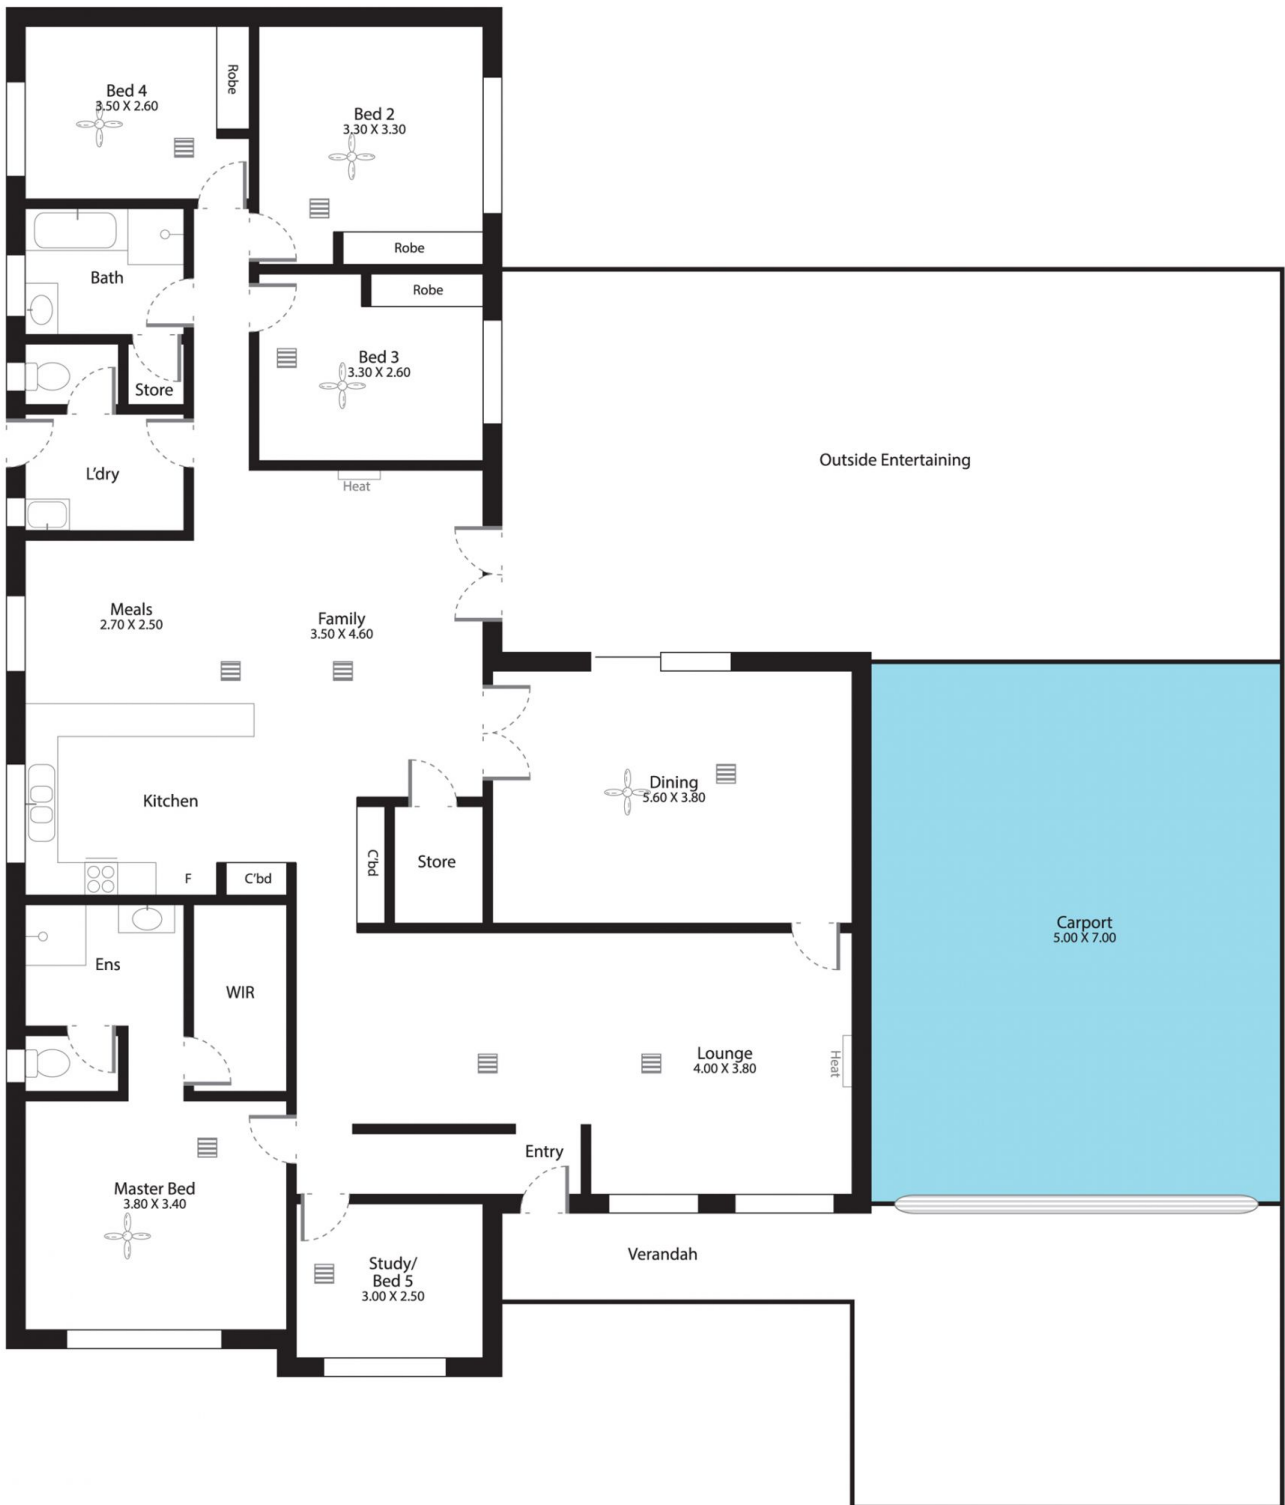 Bed 4
3.50 X 2.60
Robe
Bed 2
3.30 X 3.30
Robe
Bath
Robe
Bed 3
3.30 X 2.60
Store
L'dry
Heat
Outside Entertaining
Meals
2.70 X 2.50
Family
3.50 X 4.60
Kitchen
Dining
5.60 X 3.80
F
C'bd
C'bd
Store
Carport
5.00 X 7.00
Ens
WIR
Lounge
4.00 X 3.80
Heat
Entry
Master Bed
3.80 X 3.40
Study/
Bed 5
3.00 X 2.50
Verandah